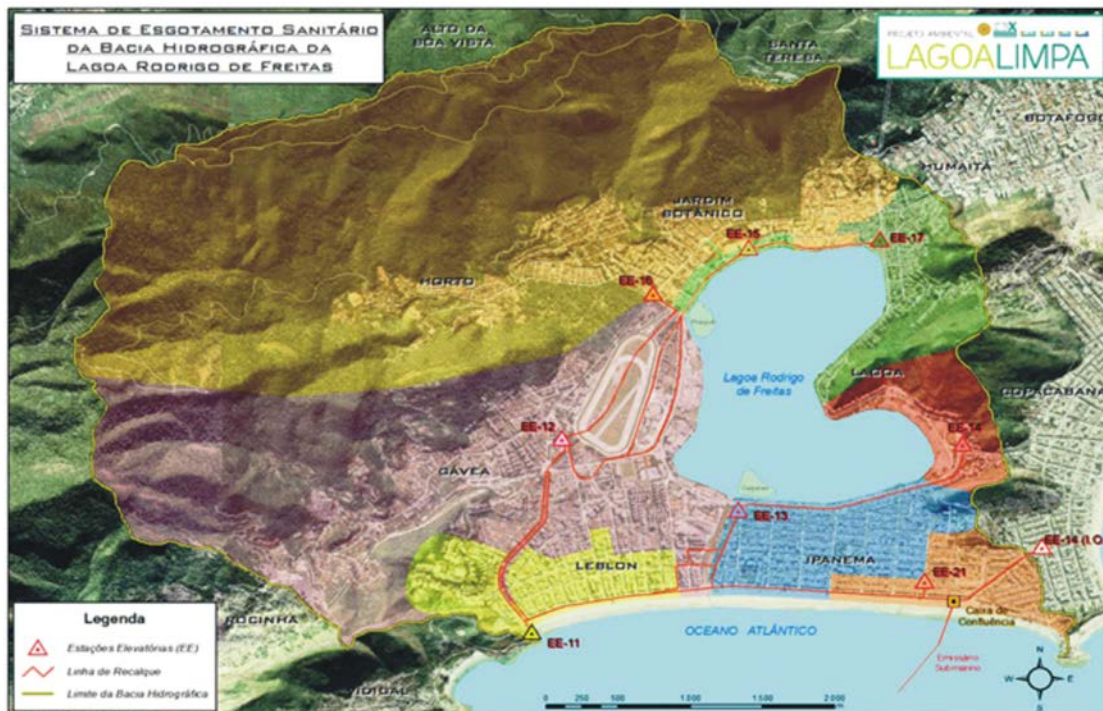 SISTEMA DE ESGOTAMENTO SANITÁRIO
DA BACIA HIDROGRÁFICA DA
LAGOA RODRIGO DE FREITAS
ALTO DA
BOA VISTA
SANTA
TERESA
PROJETO AMBIENTAL
LAGOALIMPA
BOTAFOGO
HUMAITÁ
JARDIM
BOTÂNICO
EE-15
EE-17
HORTO
EE-16
Lagoa Rodrigo
de Freitas
LAGOA
COPACABANA
EE-12
EE-14
GÁVEA
EE-13
EE-14 (I.O
LEBLON
IPANEMA
EE-21
Caixa de
Confluência
ROCINHA
EE-11
OCEANO ATLÂNTICO
Emissário
Submarino
VIDIGAL
Legenda
Estações Elevatórias (EE)
Linha de Recalque
Limite da Bacia Hidrográfica
0 250 500 1.000 1.500 2.000
m
N
W E
S